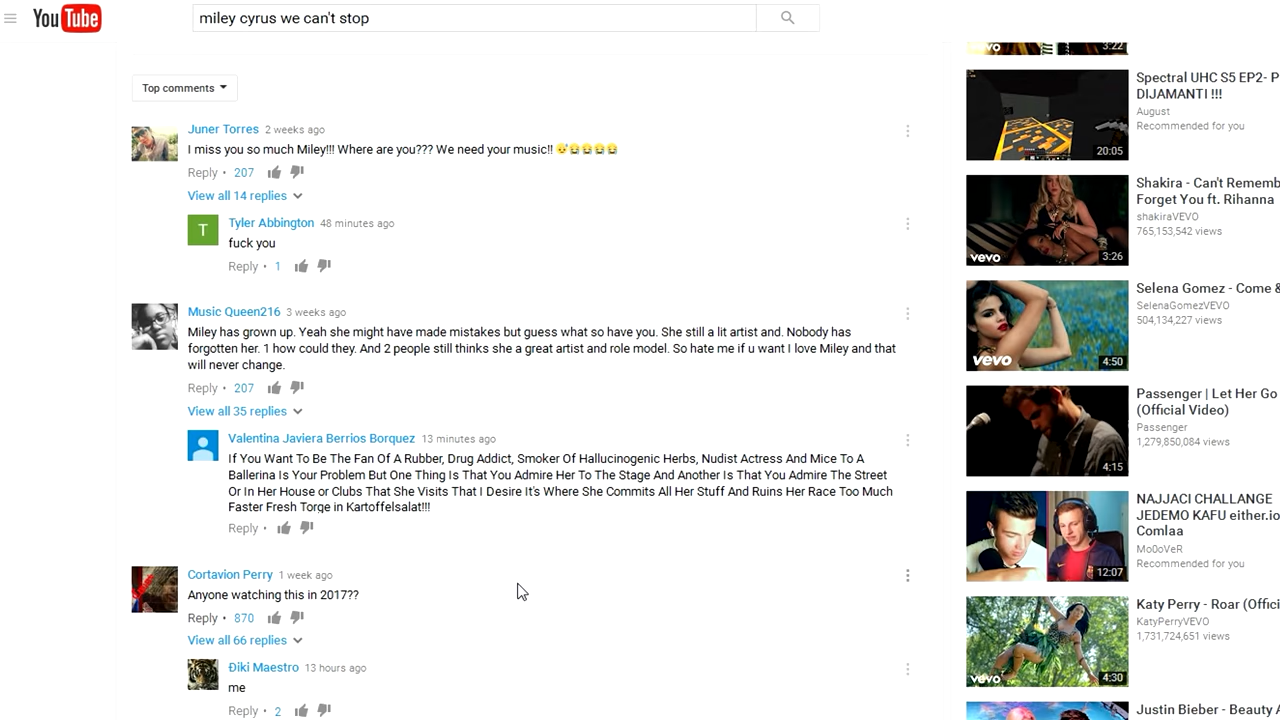 YouTube
miley cyrus we can't stop
Top comments
Juner Torres 2 weeks ago
I miss you so much Miley!!! Where are you??? We need your music!! 😴😂😂😂😂
Reply • 207
View all 14 replies
T
Tyler Abbington 48 minutes ago
fuck you
Reply • 1
Music Queen216 3 weeks ago
Miley has grown up. Yeah she might have made mistakes but guess what so have you. She still a lit artist and. Nobody has
forgotten her. 1 how could they. And 2 people still thinks she a great artist and role model. So hate me if u want I love Miley and that
will never change.
Reply • 207
View all 35 replies
Valentina Javiera Berrios Borquez 13 minutes ago
If You Want To Be The Fan Of A Rubber, Drug Addict, Smoker Of Hallucinogenic Herbs, Nudist Actress And Mice To A
Ballerina Is Your Problem But One Thing Is That You Admire Her To The Stage And Another Is That You Admire The Street
Or In Her House or Clubs That She Visits That I Desire It's Where She Commits All Her Stuff And Ruins Her Race Too Much
Faster Fresh Torge in Kartoffelsalat!!!
Reply •
Cortavion Perry 1 week ago
Anyone watching this in 2017??
Reply • 870
View all 66 replies
Điki Maestro 13 hours ago
me
Reply • 2
vevo
3:22
20:05
Spectral UHC S5 EP2- P
DIJAMANTI !!!
August
Recommended for you
vevo
3:26
Shakira - Can't Rememb
Forget You ft. Rihanna
shakiraVEVO
765,153,542 views
vevo
4:50
Selena Gomez - Come &
SelenaGomezVEVO
504,134,227 views
4:15
Passenger | Let Her Go
(Official Video)
Passenger
1,279,850,084 views
12:07
NAJJACI CHALLANGE
JEDEMO KAFU either.io
Comlaa
Mo0oVeR
Recommended for you
vevo
4:30
Katy Perry - Roar (Offici
KatyPerryVEVO
1,731,724,651 views
Justin Bieber - Beauty A